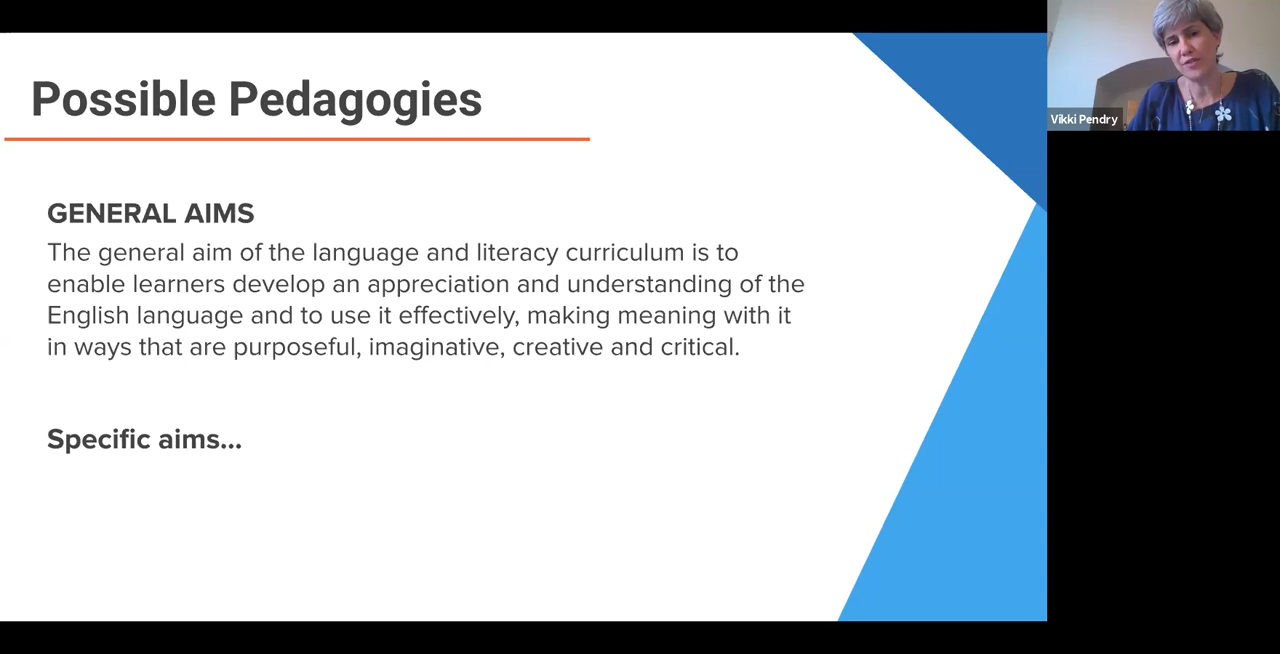 Possible Pedagogies
GENERAL AIMS
The general aim of the language and literacy curriculum is to
enable learners develop an appreciation and understanding of the
English language and to use it effectively, making meaning with it
in ways that are purposeful, imaginative, creative and critical.
Specific aims...
Vikki Pendry